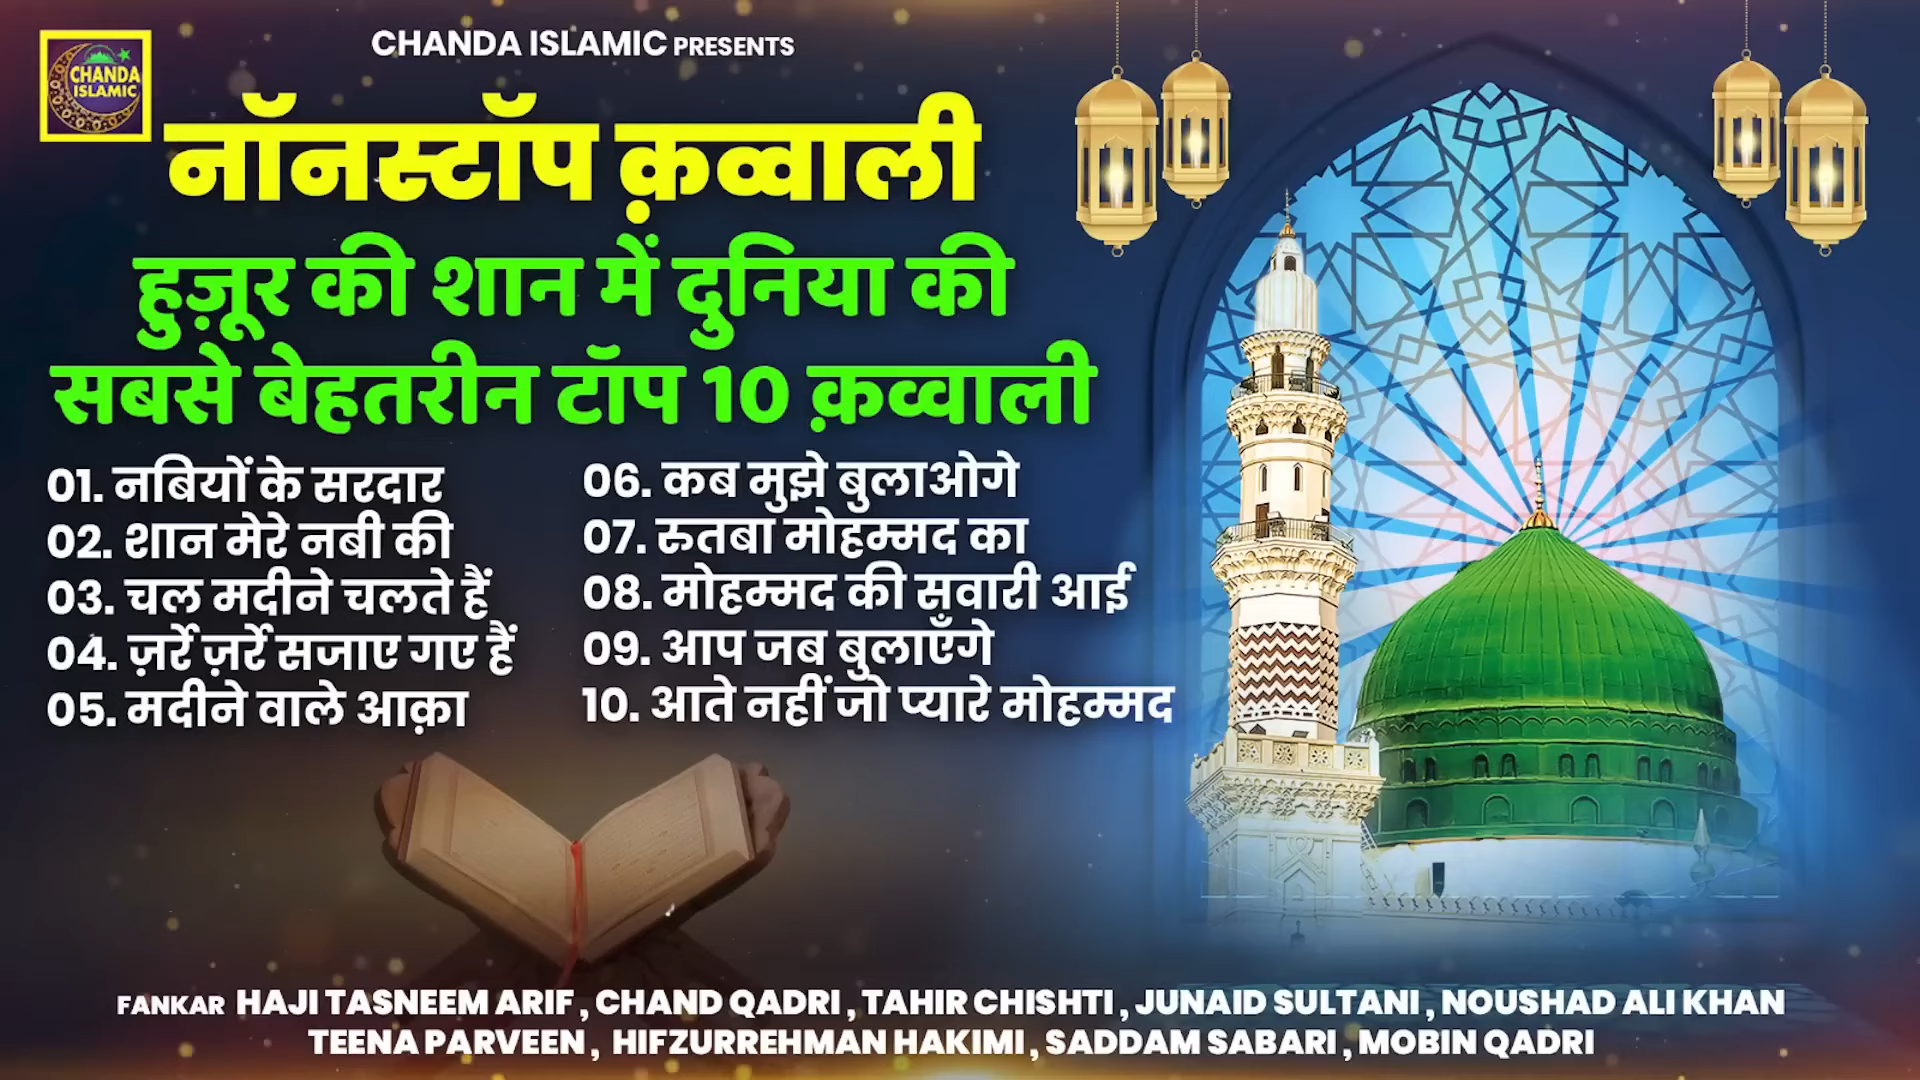 CHANDA ISLAMIC PRESENTS
CHANDA
ISLAMIC
नॉनस्टॉप क़व्वाली
हुज़ूर की शान में दुनिया की
सबसे बेहतरीन टॉप 10 क़व्वाली
01. नबियों के सरदार
02. शान मेरे नबी की
03. चल मदीने चलते हैं
04. ज़र्रे ज़र्रे सजाए गए हैं
05. मदीने वाले आक़ा
06. कब मुझे बुलाओगे
07. रुतबा मोहम्मद का
08. मोहम्मद की सवारी आई
09. आप जब बुलाएँगे
10. आते नहीं जो प्यारे मोहम्मद
FANKAR HAJI TASNEEM ARIF , CHAND QADRI , TAHIR CHISHTI , JUNAID SULTANI , NOUSHAD ALI KHAN
TEENA PARVEEN , HIFZURREHMAN HAKIMI , SADDAM SABARI , MOBIN QADRI